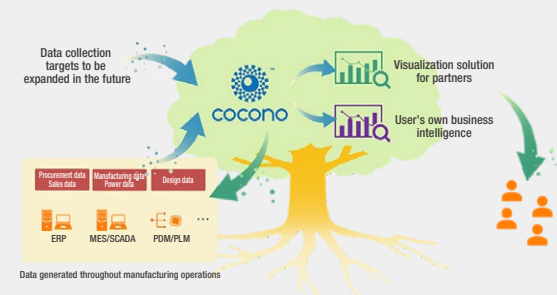 Data collection
targets to be
expanded in the future
TM
cocono
Visualization solution
for partners
User's own business
intelligence
Procurement data
Sales data
Manufacturing data
Power data
Design data
...
ERP
MES/SCADA
PDM/PLM
Data generated throughout manufacturing operations